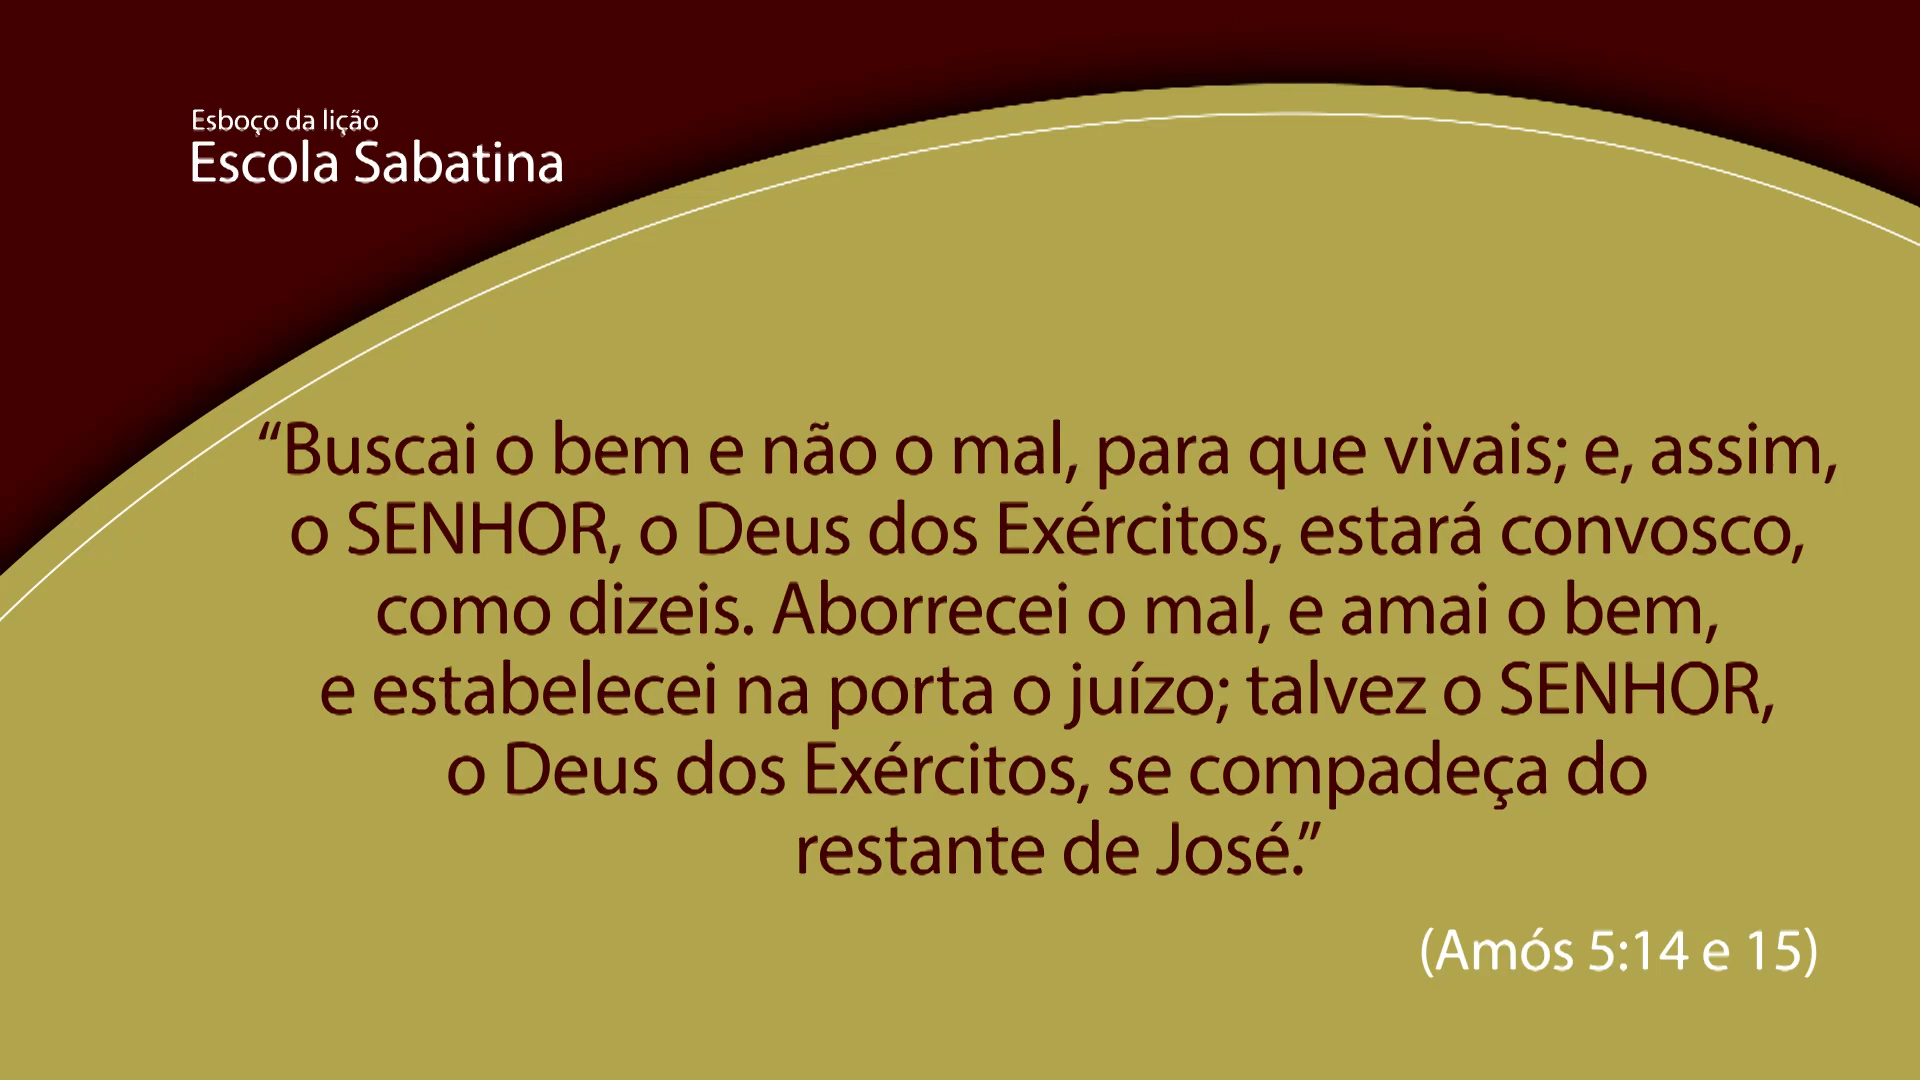 Esboço da lição
Escola Sabatina
“Buscai o bem e não o mal, para que vivais; e, assim,
o SENHOR, o Deus dos Exércitos, estará convosco,
como dizeis. Aborrecei o mal, e amai o bem,
e estabelecei na porta o juízo; talvez o SENHOR,
o Deus dos Exércitos, se compadeça do
restante de José.”
(Amós 5:14 e 15)